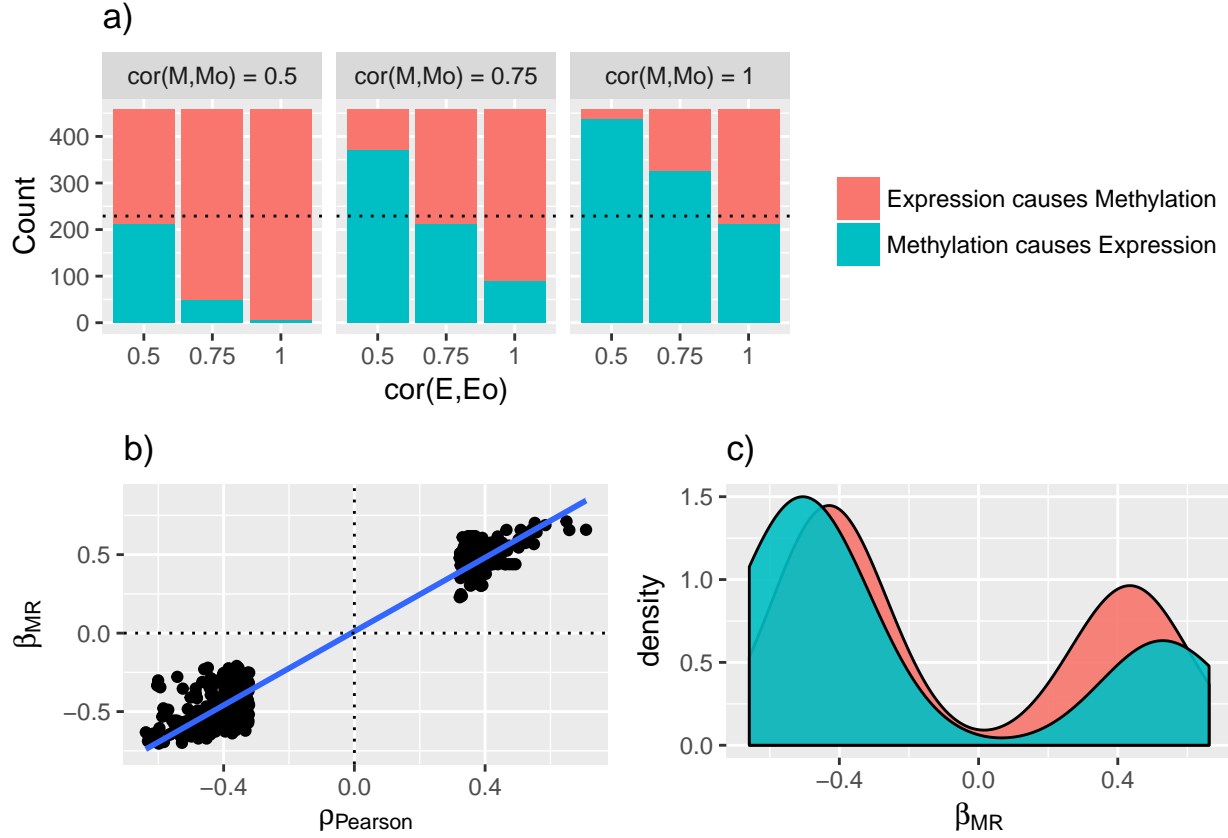 a)
cor(M,Mo) = 0.5
cor(M,Mo) = 0.75
cor(M,Mo) = 1
400
300
200
100
0
Count
0.5 0.75 1
0.5 0.75 1
0.5 0.75 1
cor(E,Eo)
Expression causes Methylation
Methylation causes Expression
b)
0.5
0.0
−0.5
βMR
−0.4 0.0 0.4
ρPearson
c)
1.5
1.0
0.5
0.0
density
−0.4 0.0 0.4
βMR